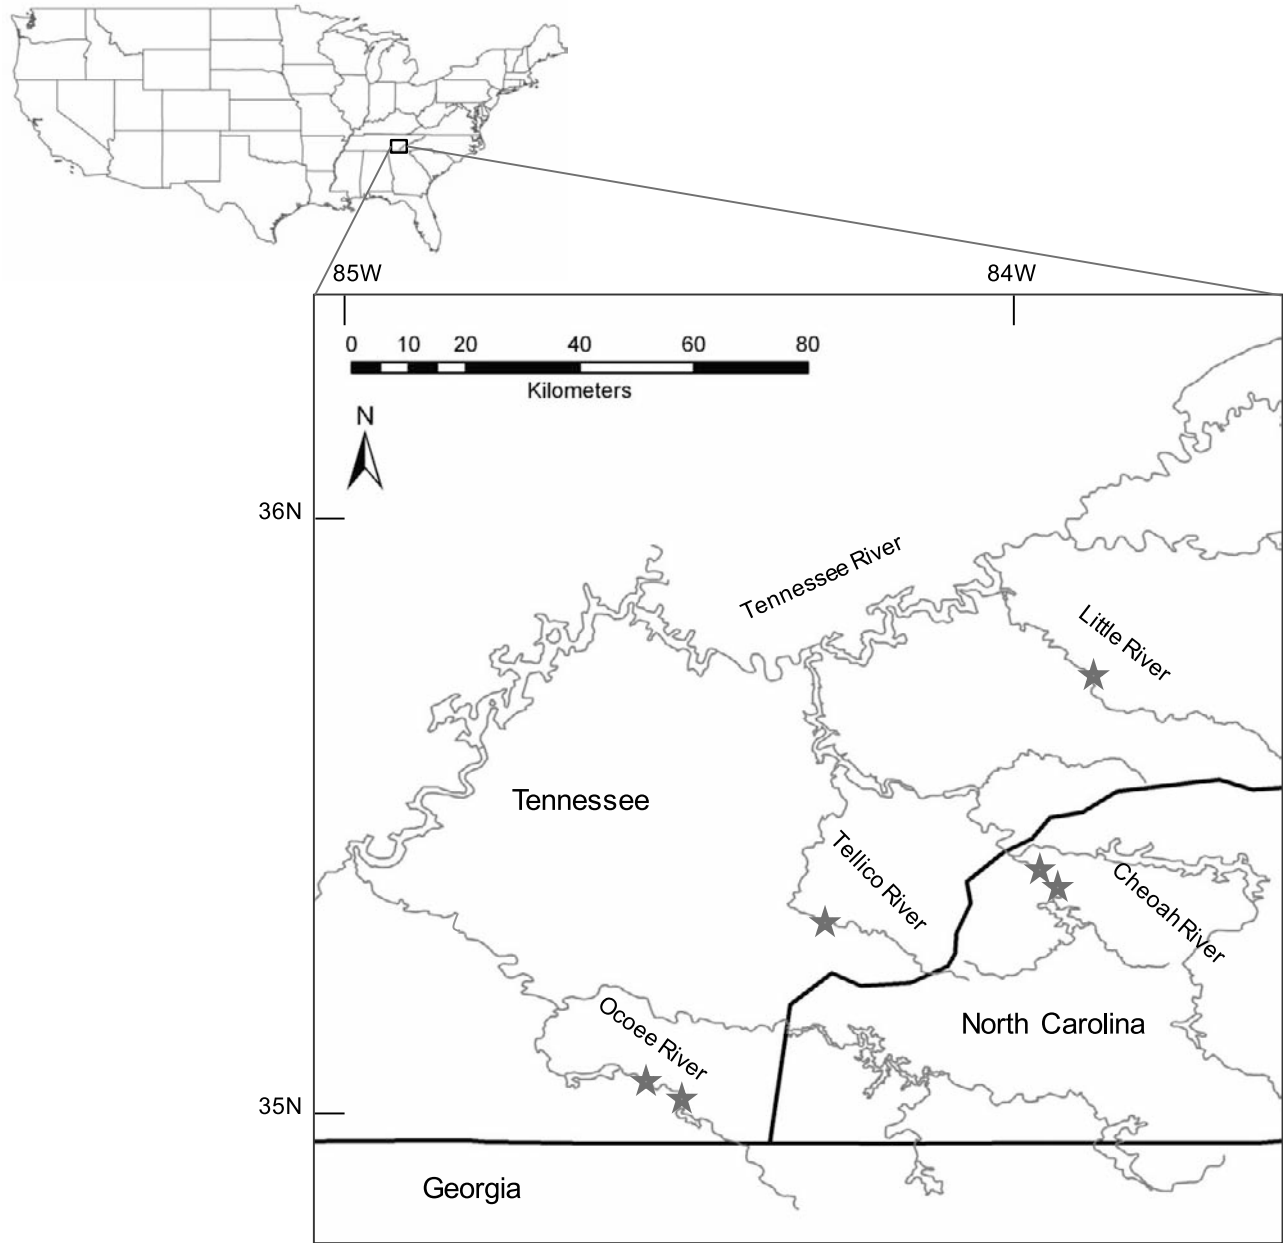 85W
84W
0 10 20 40 60 80
Kilometers
N
36N
Tennessee River
Little River
Tennessee
Tellico River
Cheoah River
Ocoee River
North Carolina
35N
Georgia